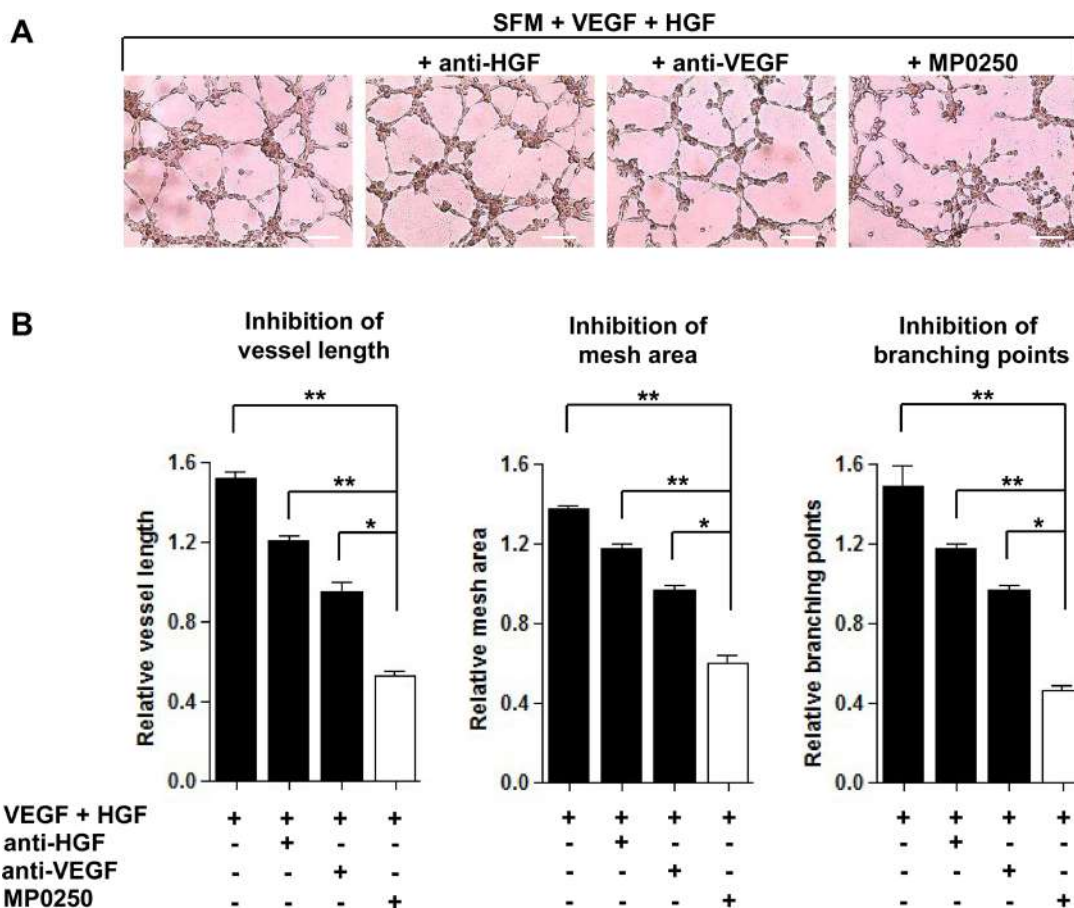 A
SFM + VEGF + HGF
+ anti-HGF
+ anti-VEGF
+ MP0250
B
Inhibition of
vessel length
**
**
*
Relative vessel length
1.6
1.2
0.8
0.4
0.0
Inhibition of
mesh area
**
**
*
Relative mesh area
1.6
1.2
0.8
0.4
0.0
Inhibition of
branching points
**
**
*
Relative branching points
1.6
1.2
0.8
0.4
0.0
VEGF + HGF + + + + + + + + + + + +
anti-HGF - + - - - + - - - + - -
anti-VEGF - - + - - - + - - - + -
MP0250 - - - + - - - + - - - +